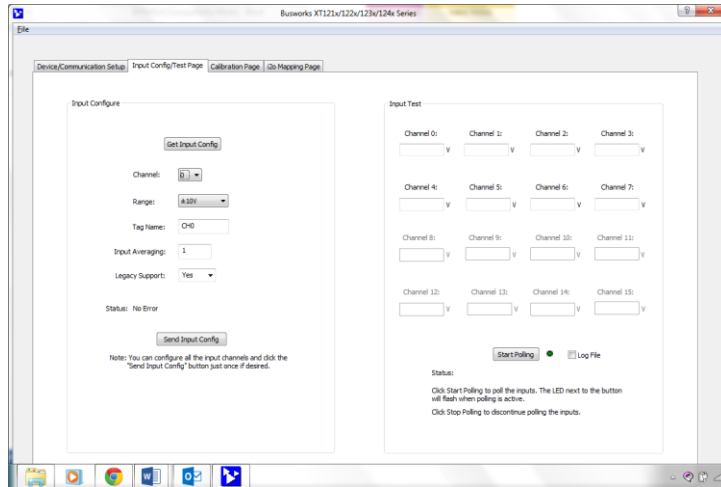 Busworks XT121x/122x/123x/124x Series
File
Device/Communication Setup
Input Config/Test Page
Calibration Page
i2o Mapping Page
Input Configure
Get Input Config
Channel: 0
Range: ±10V
Tag Name: CH0
Input Averaging: 1
Legacy Support: Yes
Status: No Error
Send Input Config
Note: You can configure all the input channels and click the
"Send Input Config" button just once if desired.
Input Test
Channel 0: Channel 1: Channel 2: Channel 3:
V V V V
Channel 4: Channel 5: Channel 6: Channel 7:
V V V V
Channel 8: Channel 9: Channel 10: Channel 11:
V V V V
Channel 12: Channel 13: Channel 14: Channel 15:
V V V V
Start Polling Log File
Status:
Click Start Polling to poll the inputs. The LED next to the button
will flash when polling is active.
Click Stop Polling to discontinue polling the inputs.